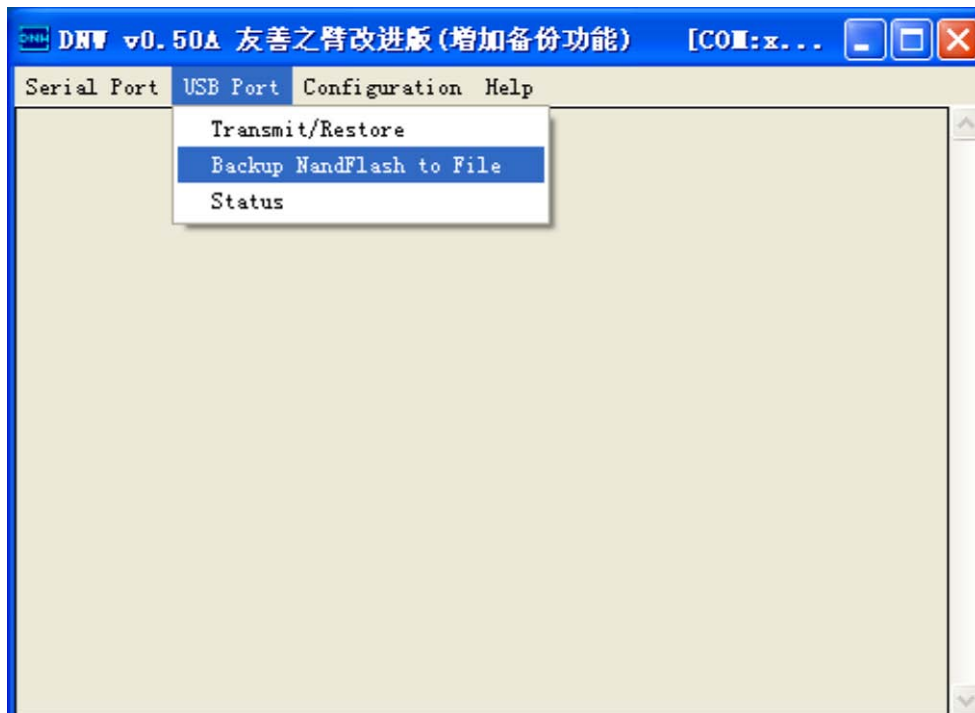 DNW v0.50A 友善之臂改进版(增加备份功能) [COM:x...
Serial Port USB Port Configuration Help
Transmit/Restore
Backup NandFlash to File
Status